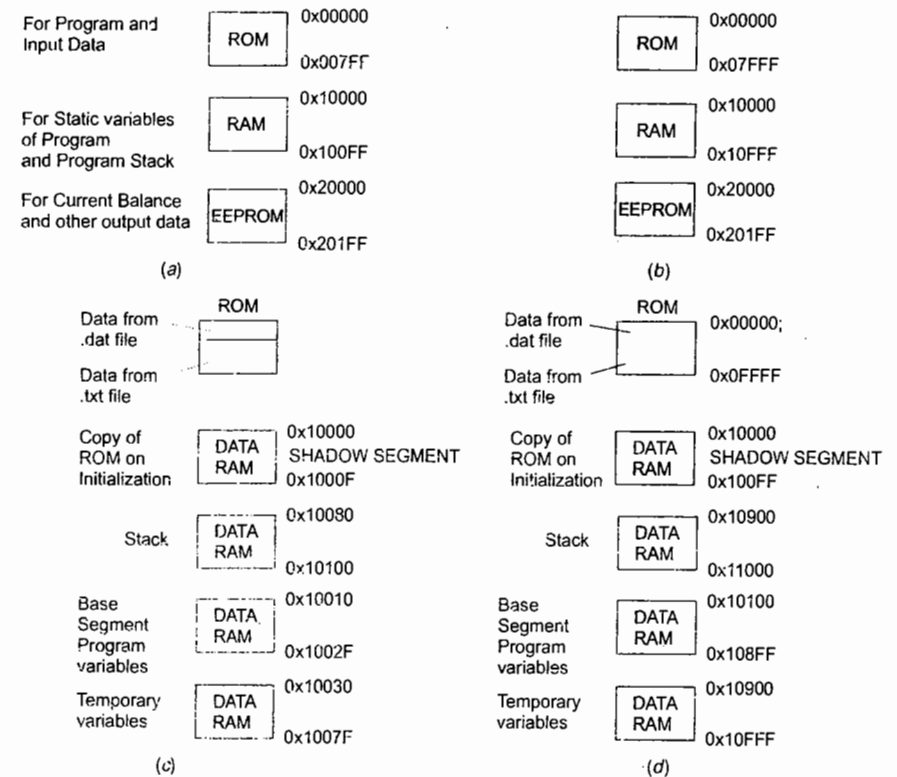 For Program and
Input Data
ROM
0x00000
0x007FF
For Static variables
of Program
and Program Stack
RAM
0x10000
0x100FF
For Current Balance
and other output data
EEPROM
0x20000
0x201FF
(a)
ROM
0x00000
0x07FFF
RAM
0x10000
0x10FFF
EEPROM
0x20000
0x201FF
(b)
ROM
Data from
.dat file
Data from
.txt file
Copy of
ROM on
Initialization
DATA
RAM
0x10000
SHADOW SEGMENT
0x1000F
Stack
DATA
RAM
0x10080
0x10100
Base
Segment
Program
variables
DATA
RAM
0x10010
0x1002F
Temporary
variables
DATA
RAM
0x10030
0x1007F
(c)
ROM
Data from
.dat file
Data from
.txt file
0x00000;
0x0FFFF
Copy of
ROM on
Initialization
DATA
RAM
0x10000
SHADOW SEGMENT
0x100FF
Stack
DATA
RAM
0x10900
0x11000
Base
Segment
Program
variables
DATA
RAM
0x10100
0x108FF
Temporary
variables
DATA
RAM
0x10900
0x10FFF
(d)